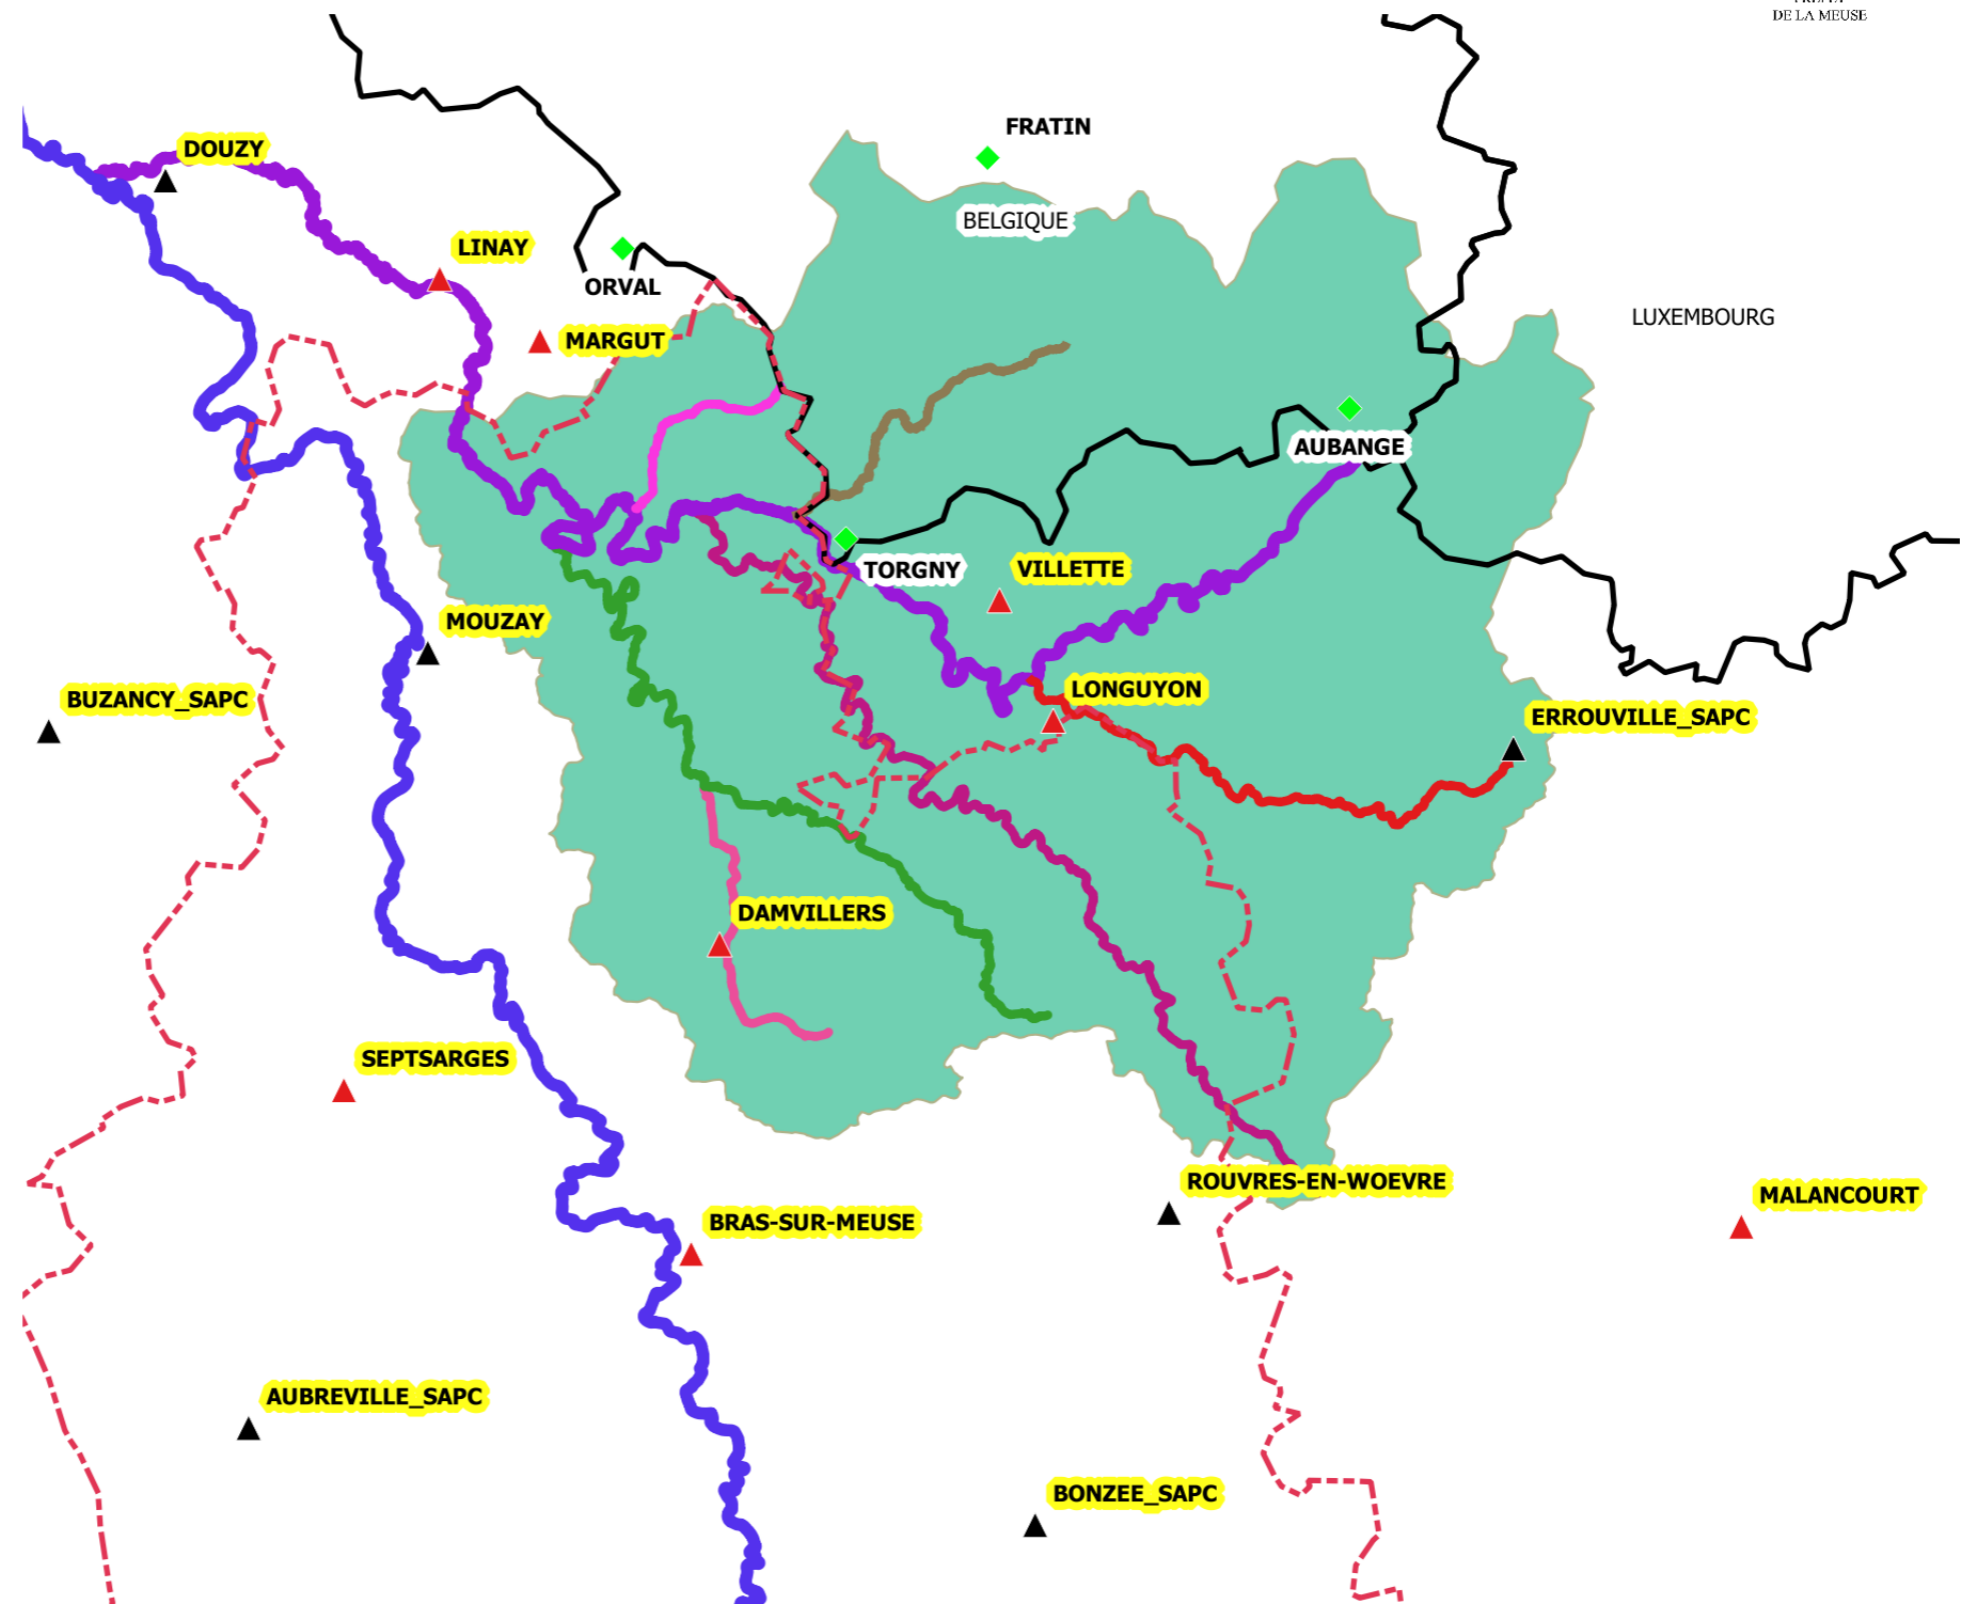 DE LA MEUSE
FRATIN
DOUZY
BELGIQUE
LINAY
ORVAL
LUXEMBOURG
MARGUT
AUBANGE
TORGNY
VILLETTE
MOUZAY
LONGUYON
BUZANCY_SAPC
ERROUVILLE_SAPC
DAMVILLERS
SEPTSARGES
ROUVRES-EN-WOEVRE
MALANCOURT
BRAS-SUR-MEUSE
AUBREVILLE_SAPC
BONZEE_SAPC